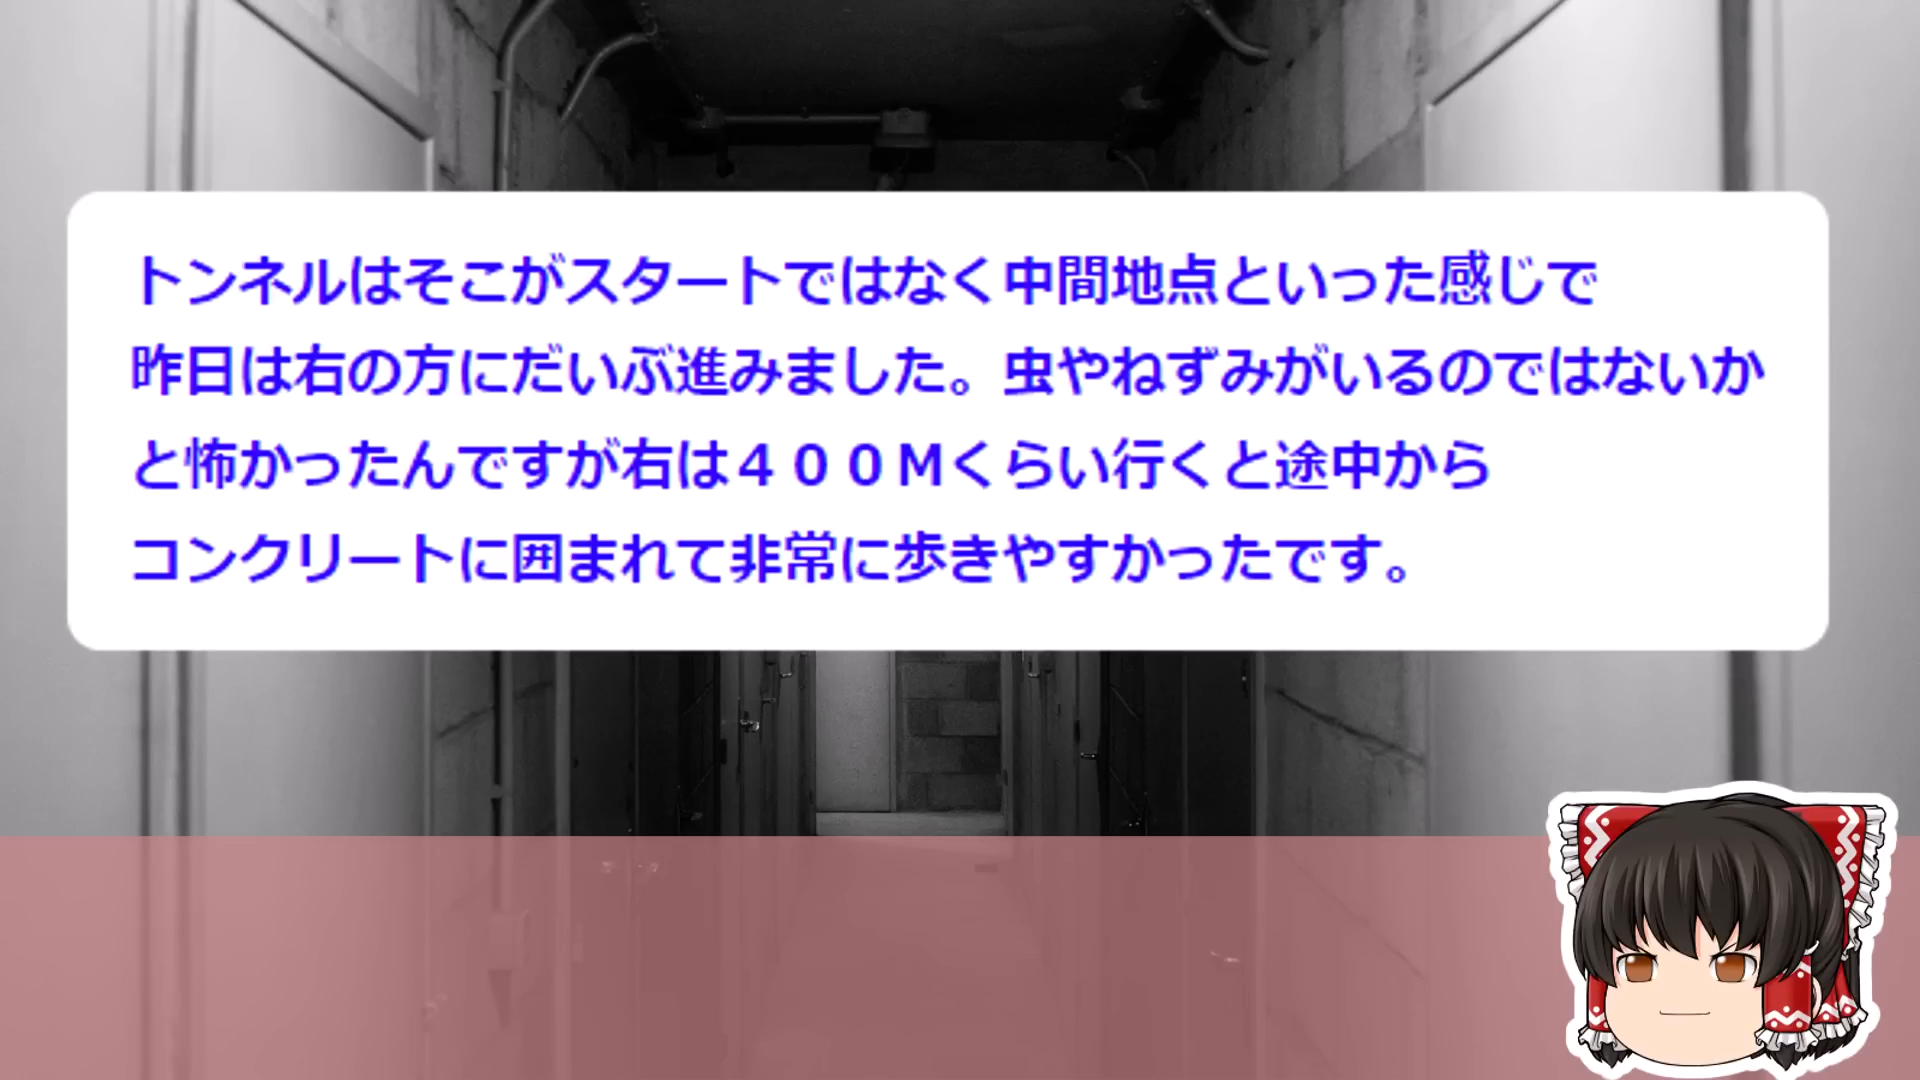 トンネルはそこがスタートではなく中間地点といった感じで
昨日は右の方にだいぶ進みました。虫やねずみがいるのではないか
と怖かったんですが右は４００Ｍくらい行くと途中から
コンクリートに囲まれて非常に歩きやすかったです。